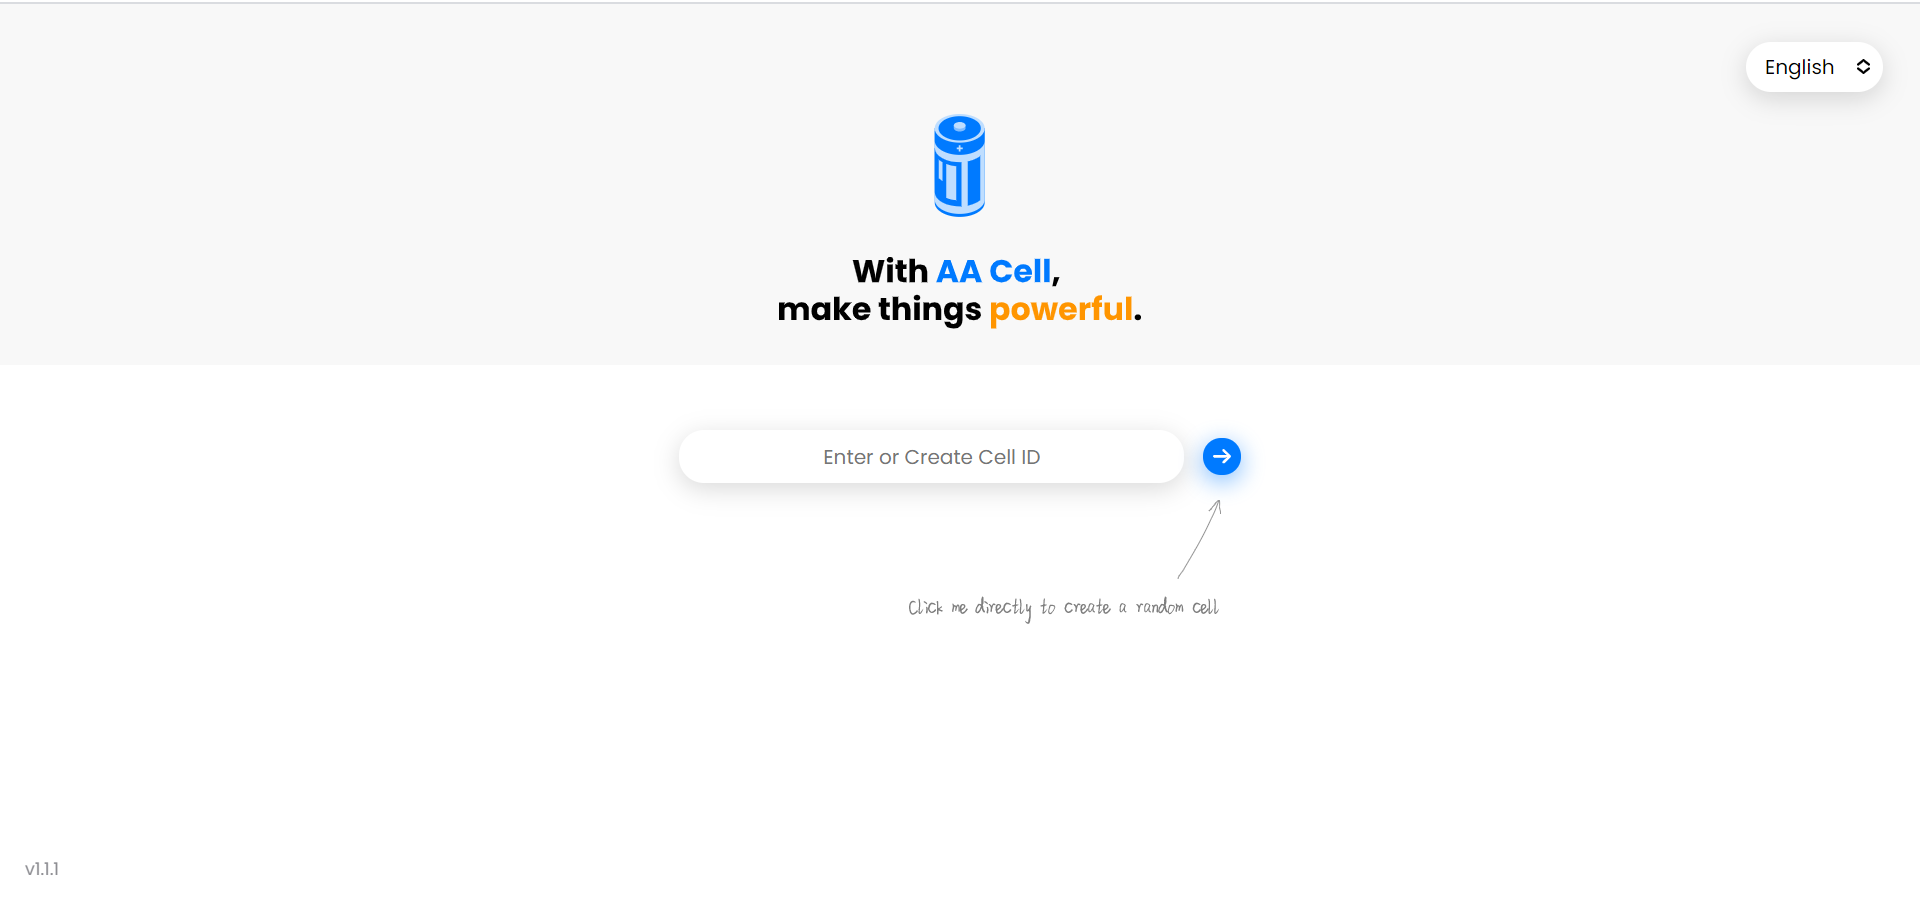 English
With AA Cell,
make things powerful.
Enter or Create Cell ID
Click me directly to create a random cell
v1.1.1